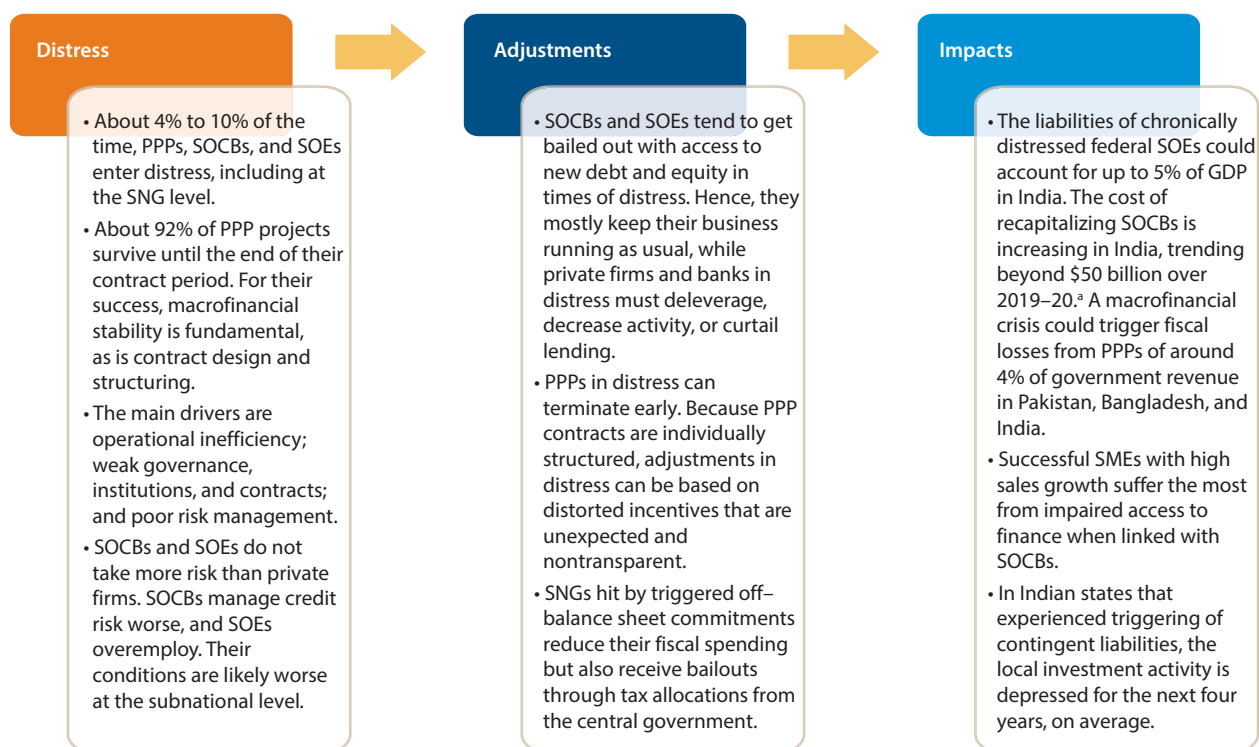 Distress
• About 4% to 10% of the
time, PPPs, SOCBs, and SOEs
enter distress, including at
the SNG level.
• About 92% of PPP projects
survive until the end of their
contract period. For their
success, macrofinancial
stability is fundamental,
as is contract design and
structuring.
• The main drivers are
operational inefficiency;
weak governance,
institutions, and contracts;
and poor risk management.
• SOCBs and SOEs do not
take more risk than private
firms. SOCBs manage credit
risk worse, and SOEs
overemploy. Their
conditions are likely worse
at the subnational level.
Adjustments
• SOCBs and SOEs tend to get
bailed out with access to
new debt and equity in
times of distress. Hence, they
mostly keep their business
running as usual, while
private firms and banks in
distress must deleverage,
decrease activity, or curtail
lending.
• PPPs in distress can
terminate early. Because PPP
contracts are individually
structured, adjustments in
distress can be based on
distorted incentives that are
unexpected and
nontransparent.
• SNGs hit by triggered off–
balance sheet commitments
reduce their fiscal spending
but also receive bailouts
through tax allocations from
the central government.
Impacts
• The liabilities of chronically
distressed federal SOEs could
account for up to 5% of GDP
in India. The cost of
recapitalizing SOCBs is
increasing in India, trending
beyond $50 billion over
2019–20.ᵃ A macrofinancial
crisis could trigger fiscal
losses from PPPs of around
4% of government revenue
in Pakistan, Bangladesh, and
India.
• Successful SMEs with high
sales growth suffer the most
from impaired access to
finance when linked with
SOCBs.
• In Indian states that
experienced triggering of
contingent liabilities, the
local investment activity is
depressed for the next four
years, on average.